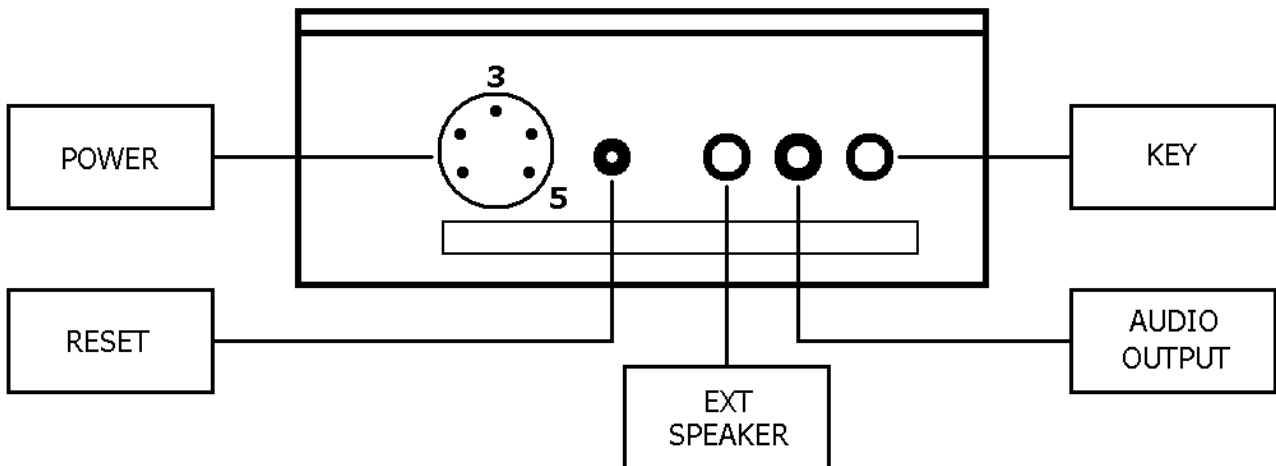 3
POWER
KEY
5
RESET
AUDIO
OUTPUT
EXT
SPEAKER